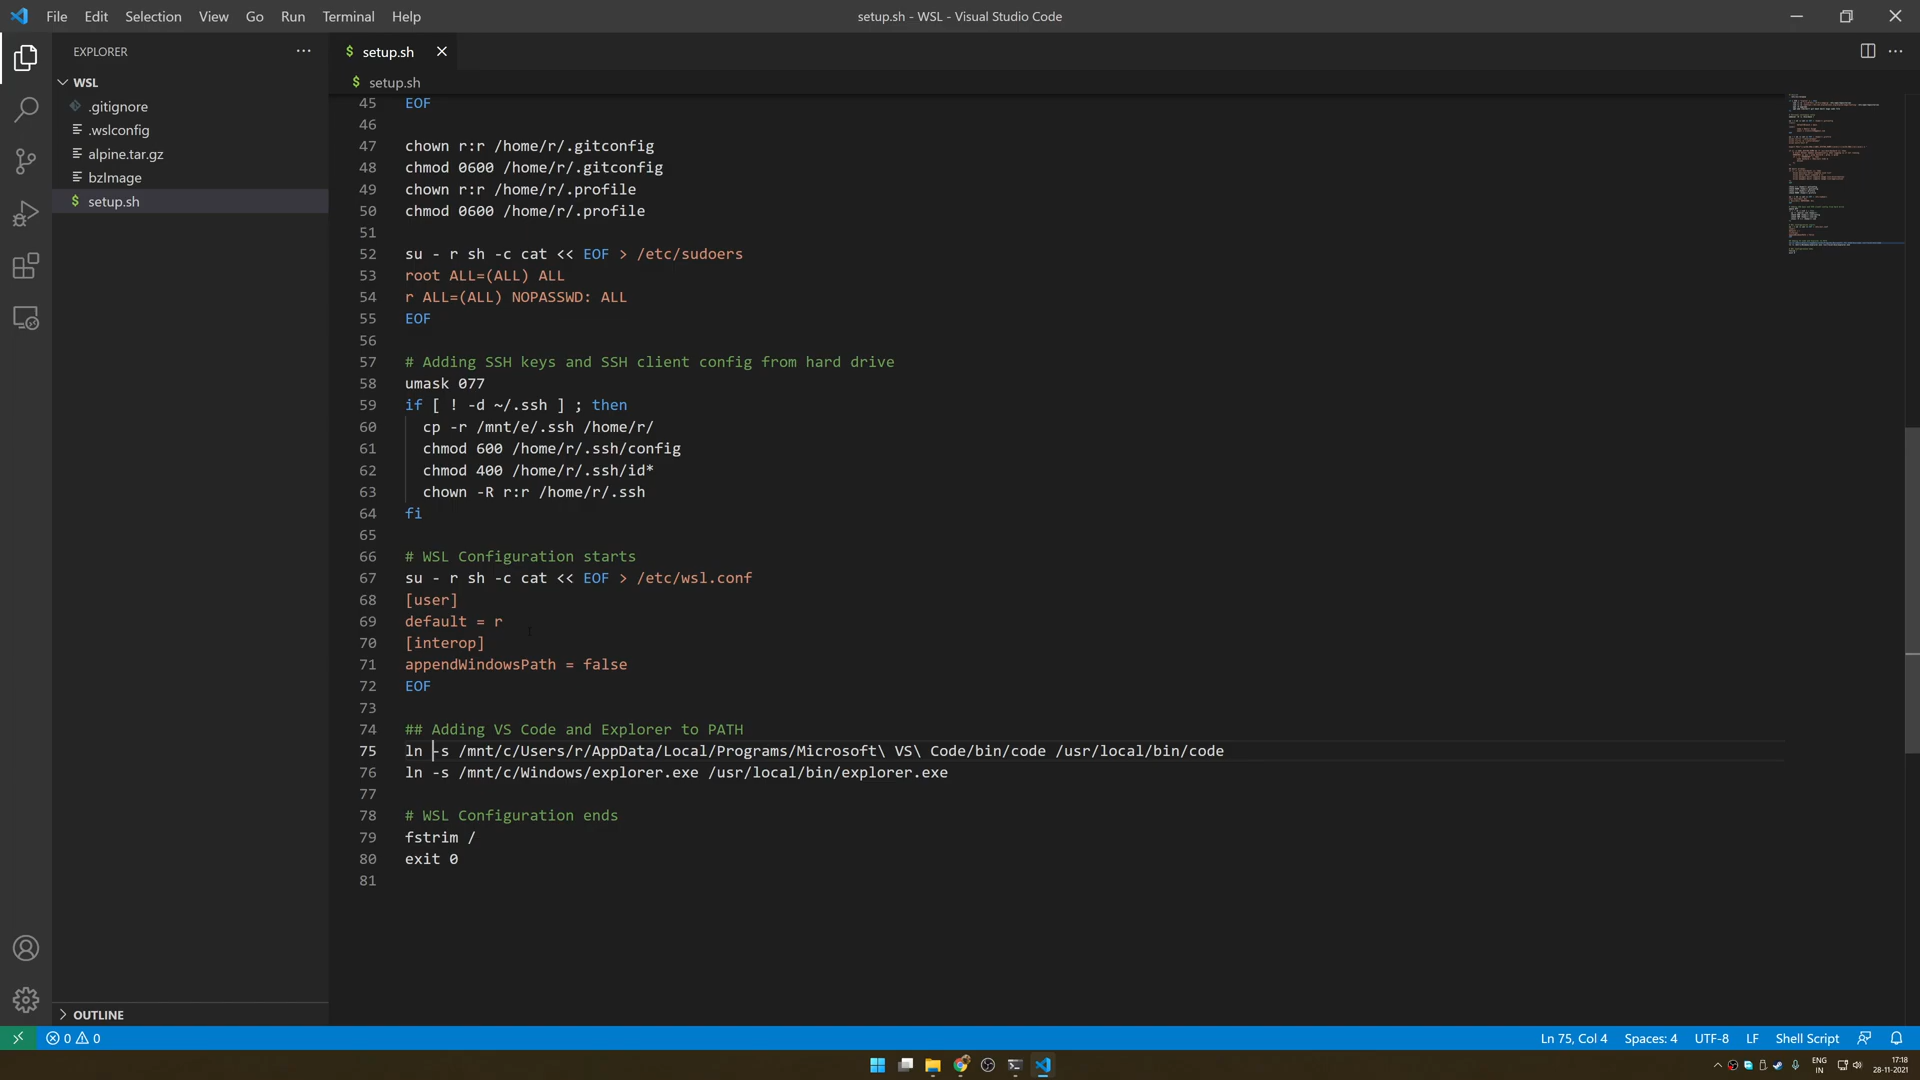 File Edit Selection View Go Run Terminal Help
setup.sh - WSL - Visual Studio Code
EXPLORER
WSL
.gitignore
.wslconfig
alpine.tar.gz
bzImage
setup.sh
OUTLINE
$ setup.sh
$ setup.sh
45 EOF
46
47 chown r:r /home/r/.gitconfig
48 chmod 0600 /home/r/.gitconfig
49 chown r:r /home/r/.profile
50 chmod 0600 /home/r/.profile
51
52 su - r sh -c cat << EOF > /etc/sudoers
53 root ALL=(ALL) ALL
54 r ALL=(ALL) NOPASSWD: ALL
55 EOF
56
57 # Adding SSH keys and SSH client config from hard drive
58 umask 077
59 if [ ! -d ~/.ssh ] ; then
60 cp -r /mnt/e/.ssh /home/r/
61 chmod 600 /home/r/.ssh/config
62 chmod 400 /home/r/.ssh/id*
63 chown -R r:r /home/r/.ssh
64 fi
65
66 # WSL Configuration starts
67 su - r sh -c cat << EOF > /etc/wsl.conf
68 [user]
69 default = r
70 [interop]
71 appendWindowsPath = false
72 EOF
73
74 ## Adding VS Code and Explorer to PATH
75 ln -s /mnt/c/Users/r/AppData/Local/Programs/Microsoft\ VS\ Code/bin/code /usr/local/bin/code
76 ln -s /mnt/c/Windows/explorer.exe /usr/local/bin/explorer.exe
77
78 # WSL Configuration ends
79 fstrim /
80 exit 0
81
0 0
Ln 75, Col 4 Spaces: 4 UTF-8 LF Shell Script
ENG
IN
17:18
28-11-2021